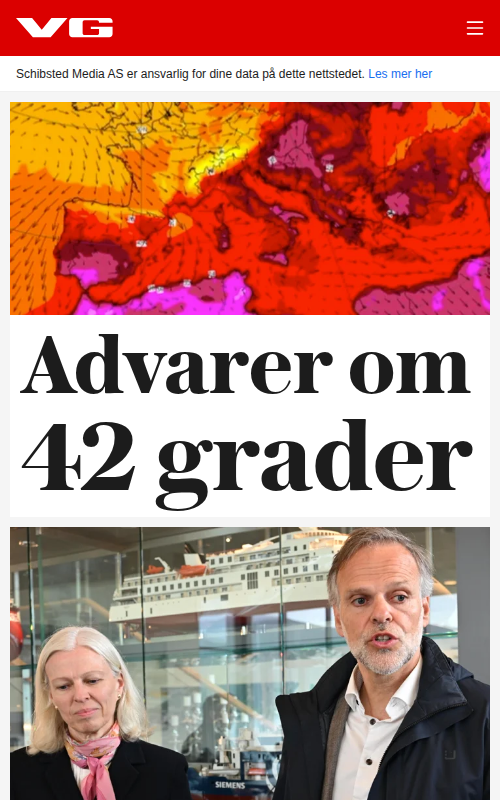 VG
Schibsted Media AS er ansvarlig for dine data på dette nettstedet. Les mer her
Advarer om
42 grader
SIEMENS